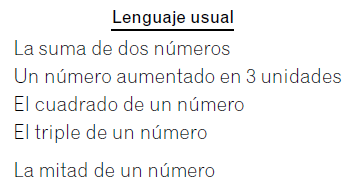 Lenguaje usual
La suma de dos números
Un número aumentado en 3 unidades
El cuadrado de un número
El triple de un número
La mitad de un número